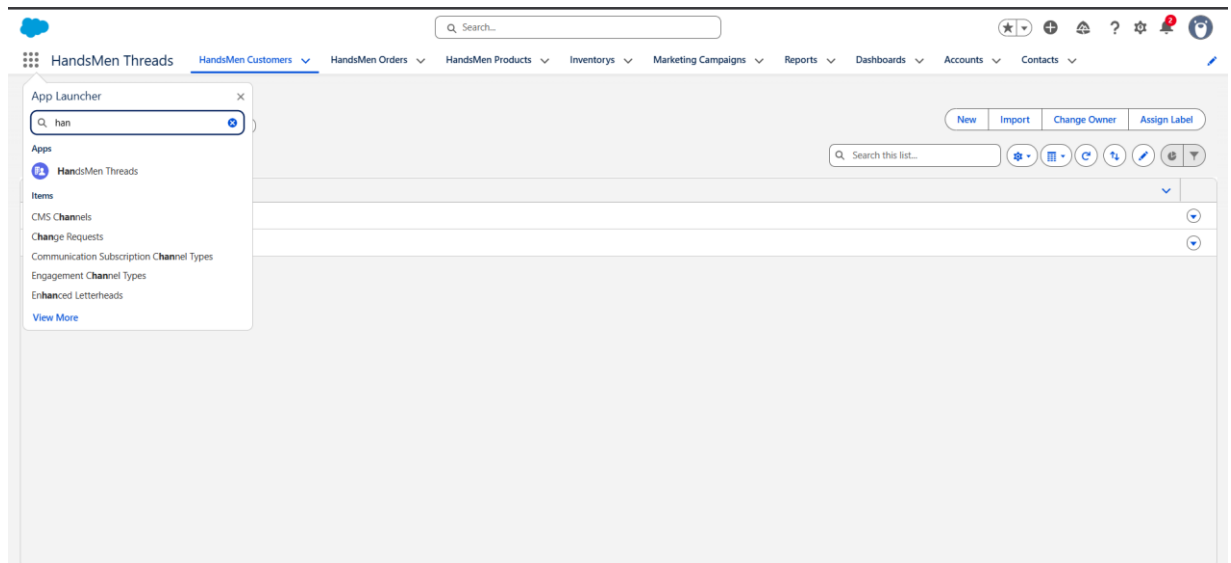 Search...
2
HandsMen Threads HandsMen Customers HandsMen Orders HandsMen Products Inventorys Marketing Campaigns Reports Dashboards Accounts Contacts
App Launcher
han
New Import Change Owner Assign Label
Apps
Search this list...
HandsMen Threads
Items
CMS Channels
Change Requests
Communication Subscription Channel Types
Engagement Channel Types
Enhanced Letterheads
View More